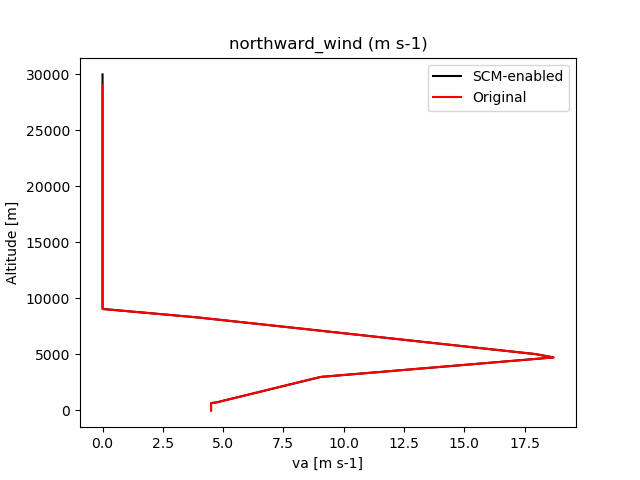 northward_wind (m s-1)
SCM-enabled
Original
Altitude [m]
30000
25000
20000
15000
10000
5000
0
0.0 2.5 5.0 7.5 10.0 12.5 15.0 17.5
va [m s-1]